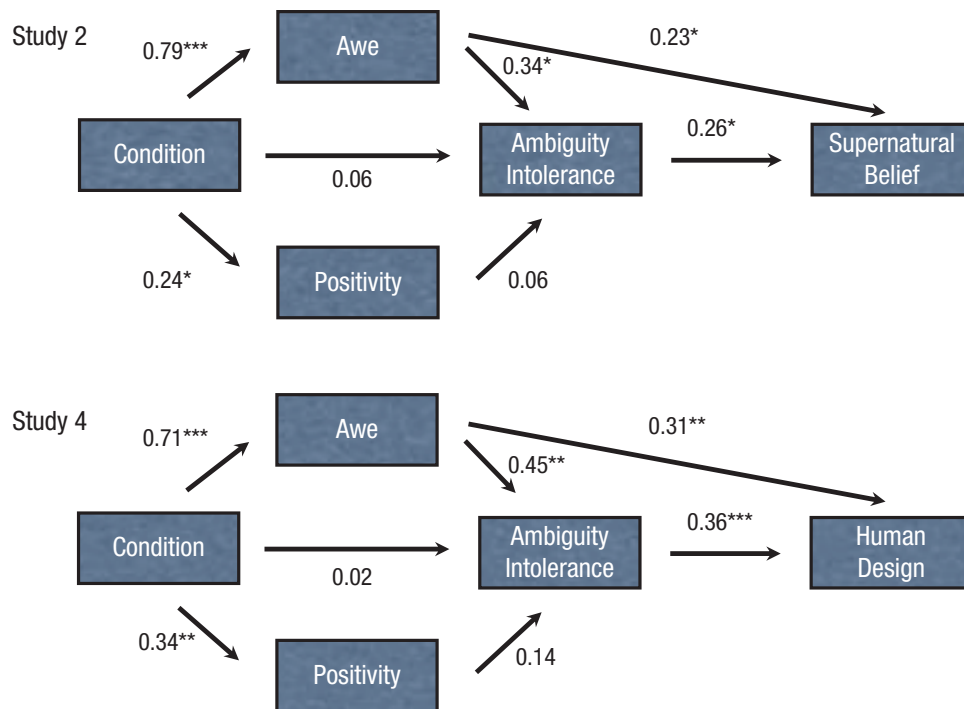 Study 2
0.79***
Awe
0.23*
0.34*
Condition
0.06
Ambiguity
Intolerance
0.26*
Supernatural
Belief
0.24*
Positivity
0.06
Study 4
0.71***
Awe
0.31**
0.45**
Condition
0.02
Ambiguity
Intolerance
0.36***
Human
Design
0.34**
Positivity
0.14